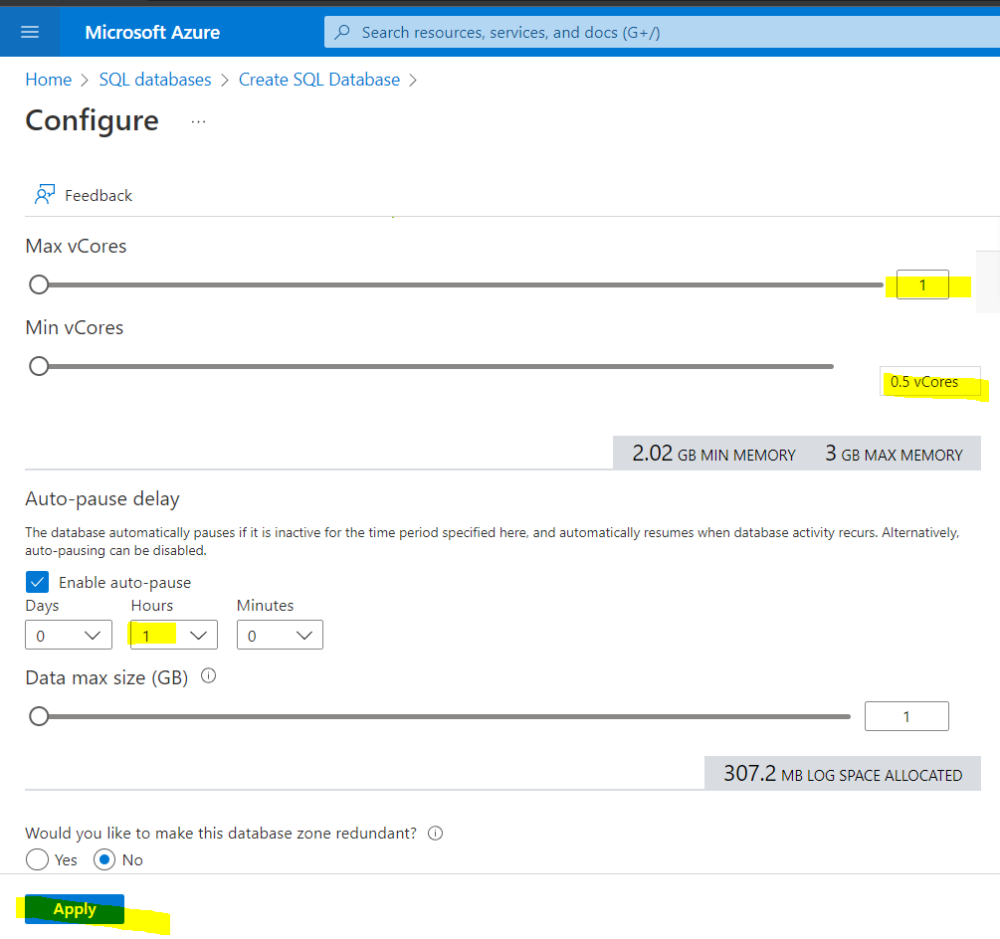 Microsoft Azure
Search resources, services, and docs (G+/)
Home > SQL databases > Create SQL Database >
Configure ...
Feedback
Max vCores
1
Min vCores
0.5 vCores
2.02 GB MIN MEMORY 3 GB MAX MEMORY
Auto-pause delay
The database automatically pauses if it is inactive for the time period specified here, and automatically resumes when database activity recurs. Alternatively,
auto-pausing can be disabled.
Enable auto-pause
Days Hours Minutes
0 1 0
Data max size (GB)
1
307.2 MB LOG SPACE ALLOCATED
Would you like to make this database zone redundant?
Yes No
Apply